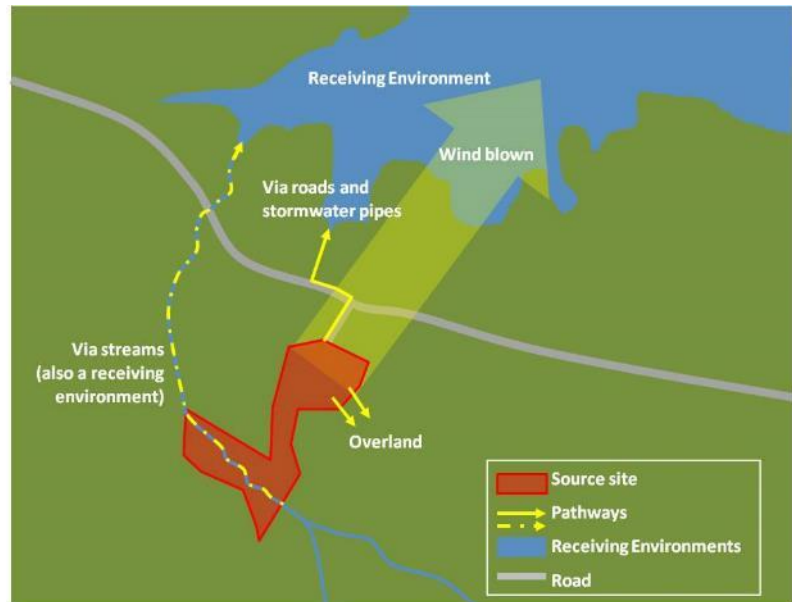 Receiving Environment
Wind blown
Via roads and
stormwater pipes
Via streams
(also a receiving
environment)
Overland
Source site
Pathways
Receiving Environments
Road